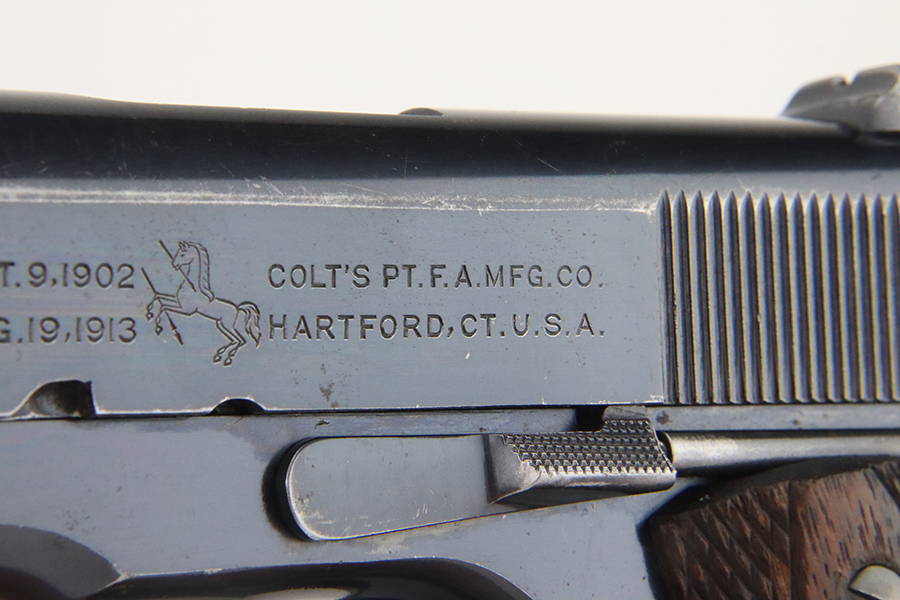 T.9,1902 COLT'S PT.F.A.MFG.CO.
G.19,1913 HARTFORD,CT.U.S.A.